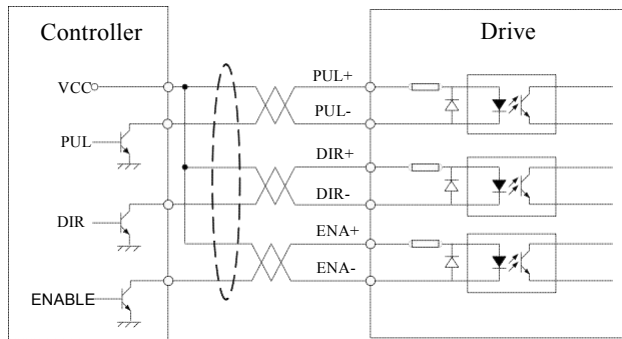 Controller
Drive
VCC
PUL+
PUL-
PUL
DIR+
DIR-
DIR
ENA+
ENA-
ENABLE